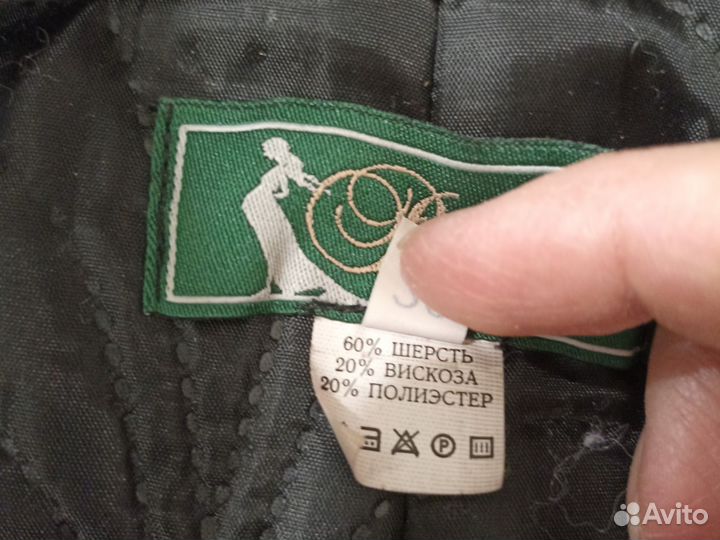 60% ШЕРСТЬ
20% ВИСКОЗА
20% ПОЛИЭСТЕР
P
Avito